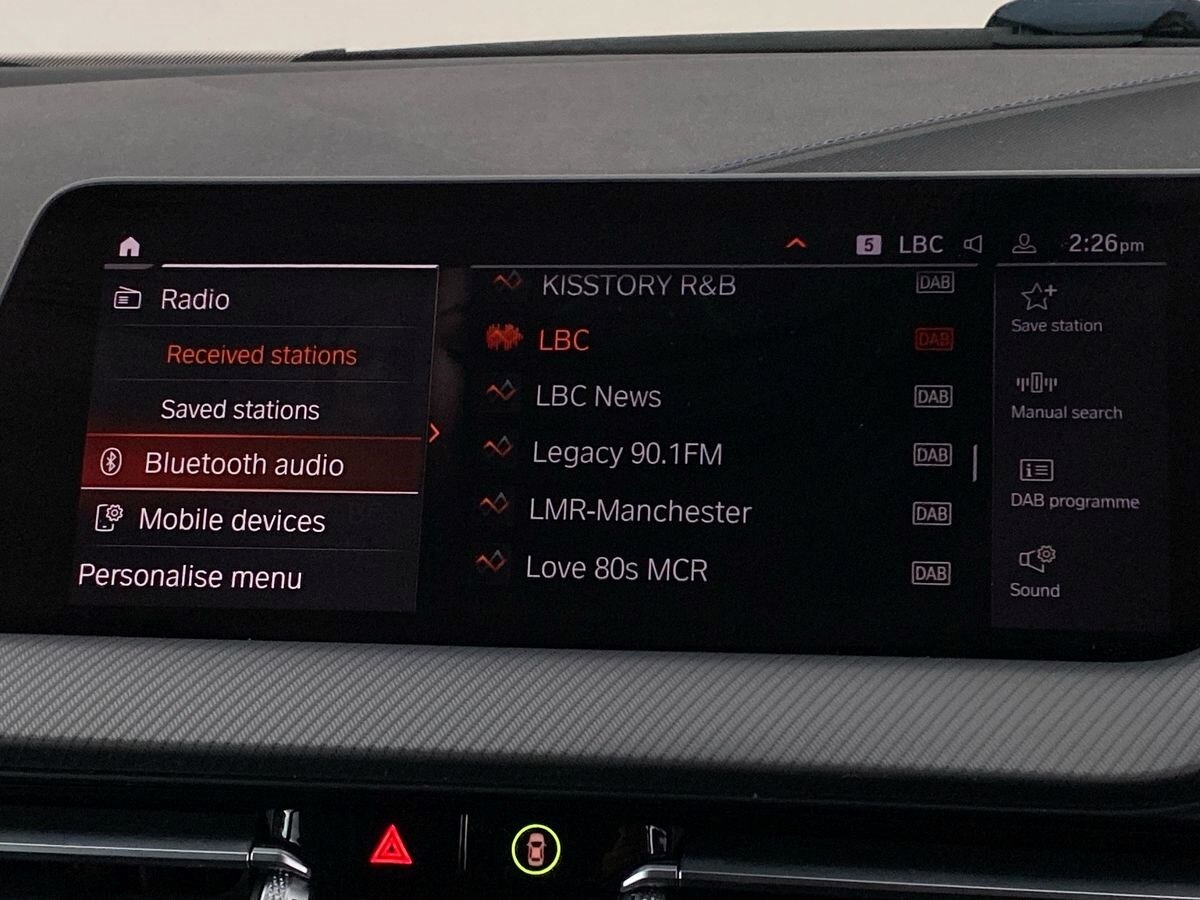 5 LBC 2:26pm
Radio
Received stations
Saved stations
Bluetooth audio
Mobile devices
Personalise menu
KISSTORY R&B DAB
LBC DAB
LBC News DAB
Legacy 90.1FM DAB
LMR-Manchester DAB
Love 80s MCR DAB
Save station
Manual search
DAB programme
Sound